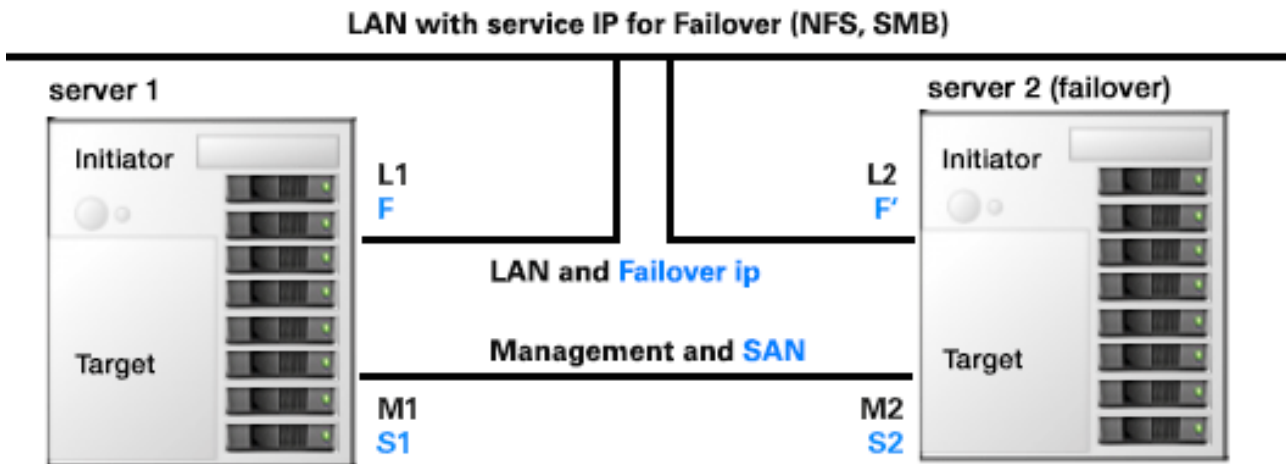 LAN with service IP for Failover (NFS, SMB)
server 1
server 2 (failover)
Initiator
Initiator
L1
L2
F
F'
LAN and Failover ip
Management and SAN
Target
Target
M1
M2
S1
S2